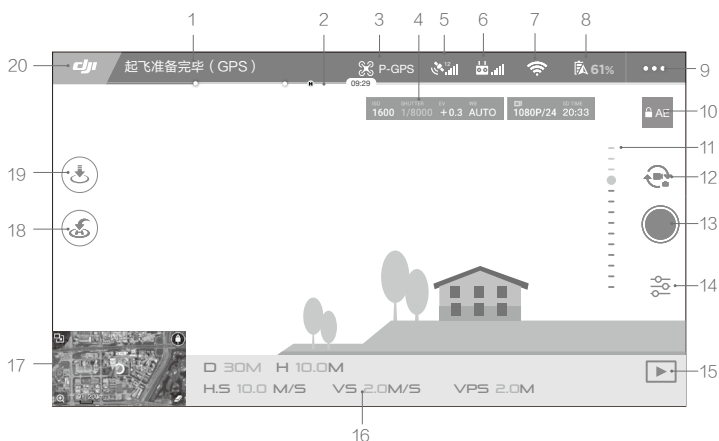 1 2 3 4 5 6 7 8
20 dji 起飞准备完毕（GPS） P-GPS 61% 9
H 09:29
ISO SHUTTER EV WB SD TIME
1600 1/8000 +0.3 AUTO 1080P/24 20:33
AE 10
11
12
19
13
18
14
17
D 30M H 10.0M
H.S 10.0 M/S VS 2.0M/S VPS 2.0M
15
16